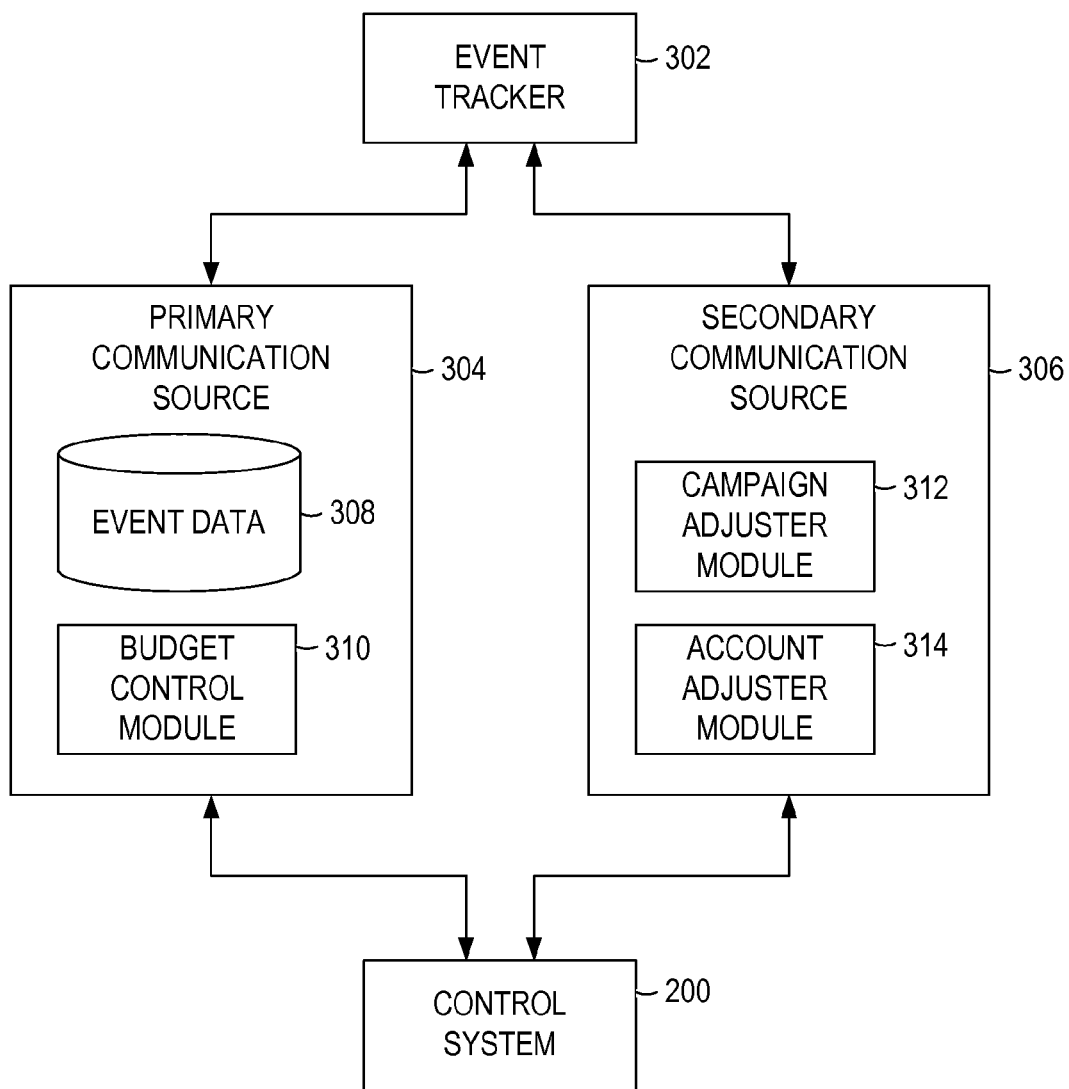 EVENT
TRACKER
302
PRIMARY
COMMUNICATION
SOURCE
304
EVENT DATA
308
BUDGET
CONTROL
MODULE
310
SECONDARY
COMMUNICATION
SOURCE
306
CAMPAIGN
ADJUSTER
MODULE
312
ACCOUNT
ADJUSTER
MODULE
314
CONTROL
SYSTEM
200